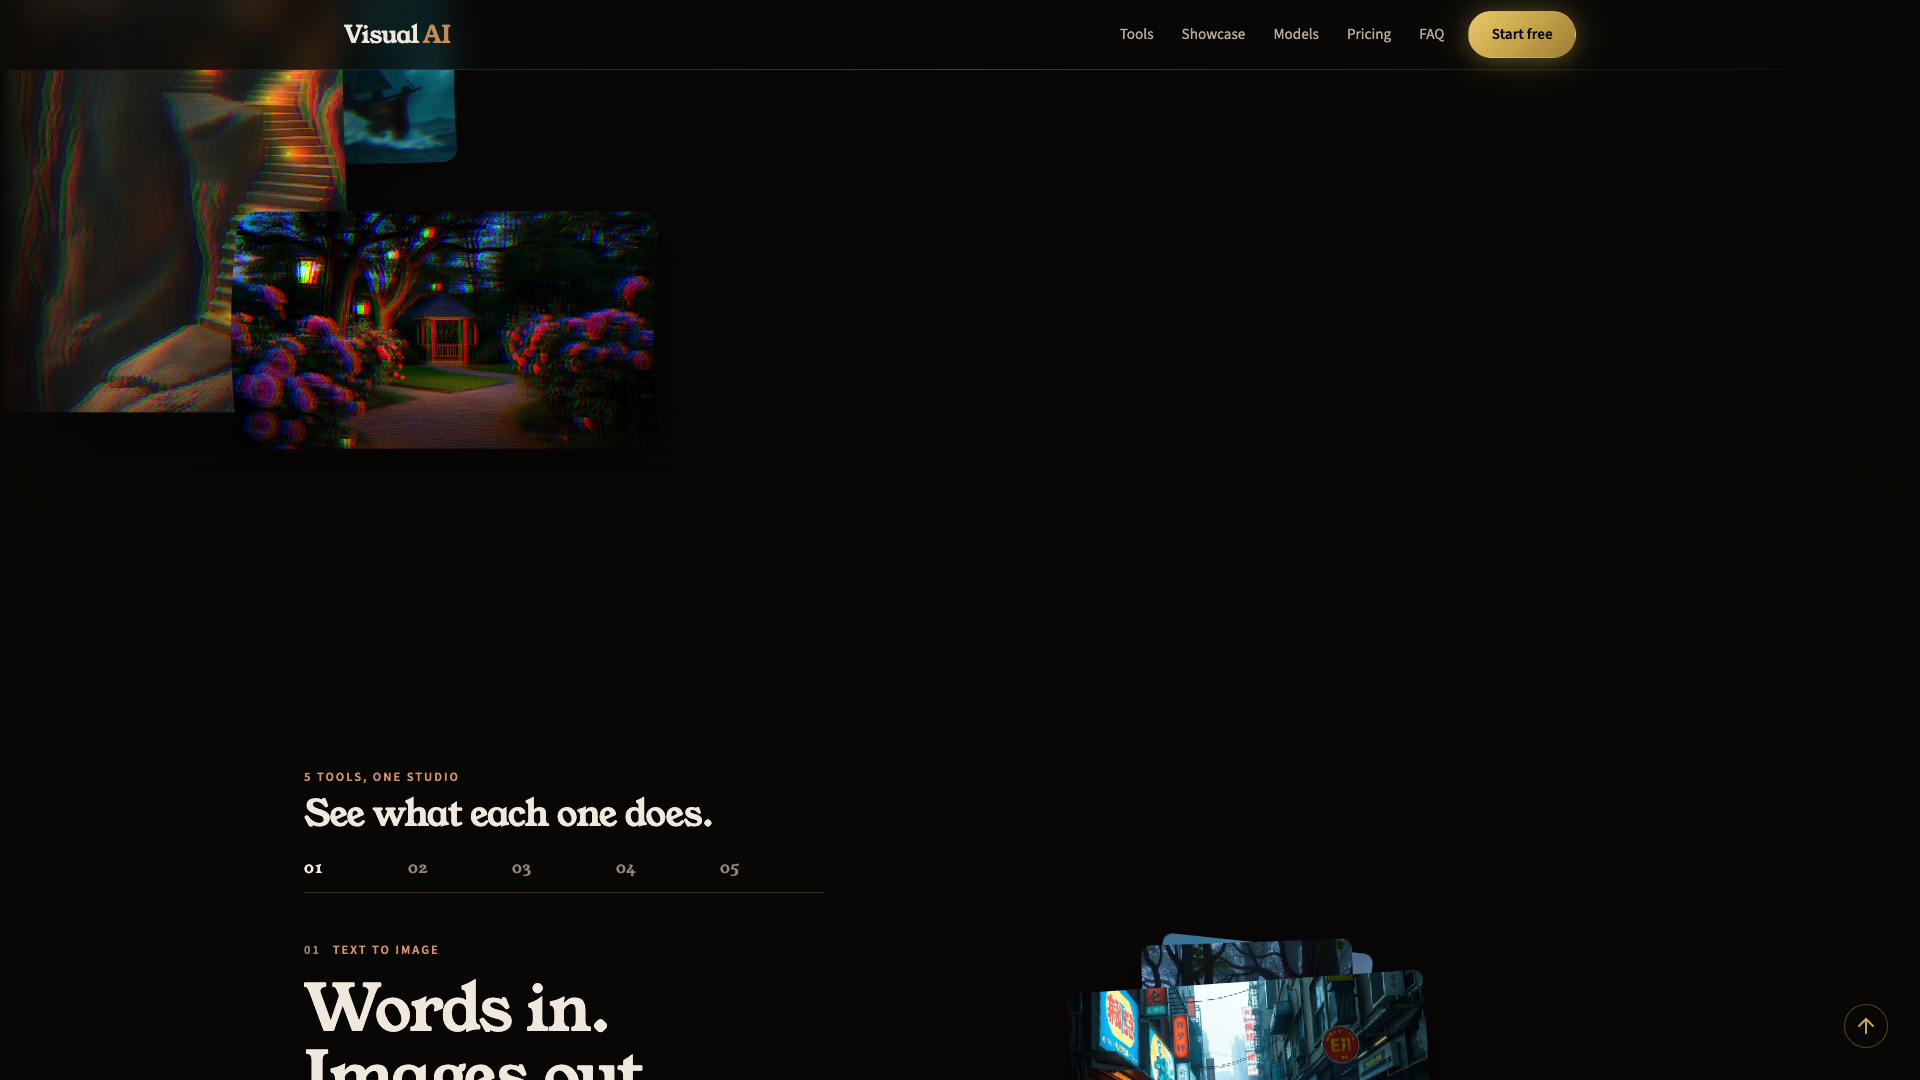 Visual AI
Tools
Showcase
Models
Pricing
FAQ
Start free
5 TOOLS, ONE STUDIO
See what each one does.
01
02
03
04
05
01 TEXT TO IMAGE
Words in.
Images out